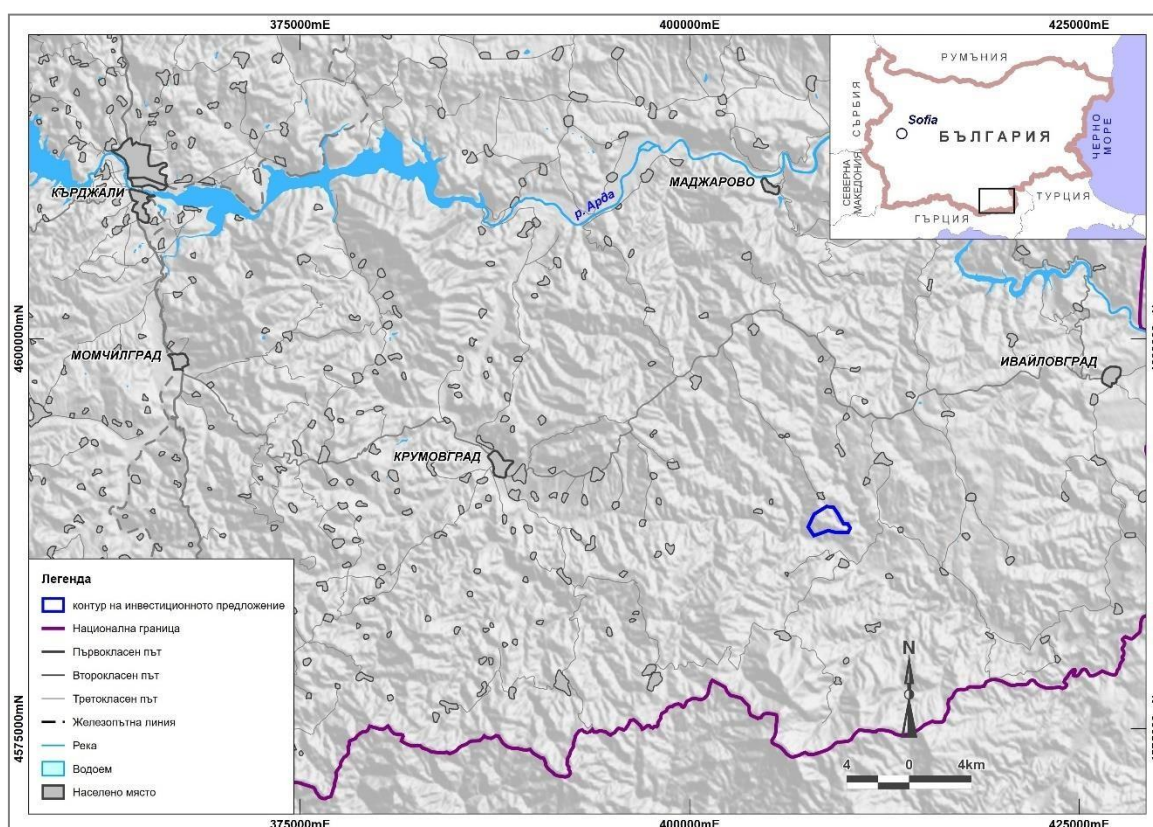 375000mE
400000mE
425000mE
РУМЪНИЯ
СЪРБИЯ
Sofia
БЪЛГАРИЯ
ЧЕРНО
МОРЕ
СЕВЕРНА
МАКЕДОНИЯ
ТУРЦИЯ
ГЪРЦИЯ
КЪРДЖАЛИ
МАДЖАРОВО
р. Арда
4600000mN
МОМЧИЛГРАД
ИВАЙЛОВГРАД
КРУМОВГРАД
Легенда
контур на инвестиционното предложение
Национална граница
Първокласен път
Второкласен път
Третокласен път
Железопътна линия
Река
Водоем
Населено място
N
4 0 4km
4575000mN
375000mE
400000mE
425000mE